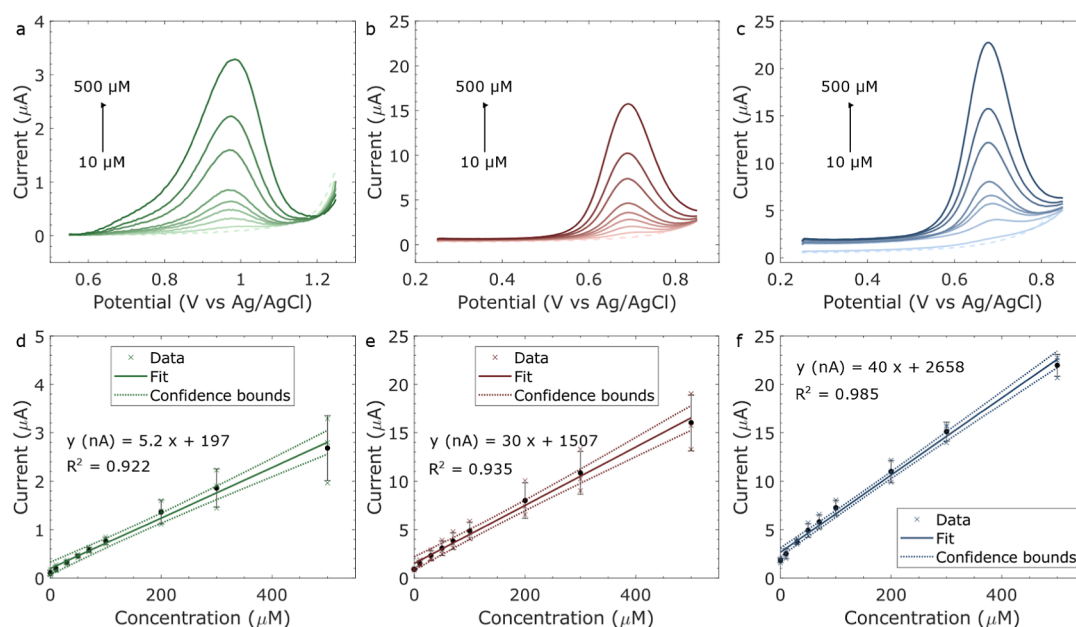 a
4
3
2
1
0
Current (μA)
500 μM
10 μM
0.6
0.8
1
1.2
Potential (V vs Ag/AgCl)
b
25
20
15
10
5
0
Current (μA)
500 μM
10 μM
0.2
0.4
0.6
0.8
Potential (V vs Ag/AgCl)
c
25
20
15
10
5
0
Current (μA)
500 μM
10 μM
0.2
0.4
0.6
0.8
Potential (V vs Ag/AgCl)
d
5
4
3
2
1
0
Current (μA)
Data
Fit
Confidence bounds
y (nA) = 5.2 x + 197
R² = 0.922
0
200
400
Concentration (μM)
e
25
20
15
10
5
0
Current (μA)
Data
Fit
Confidence bounds
y (nA) = 30 x + 1507
R² = 0.935
0
200
400
Concentration (μM)
f
25
20
15
10
5
0
Current (μA)
y (nA) = 40 x + 2658
R² = 0.985
Data
Fit
Confidence bounds
0
200
400
Concentration (μM)